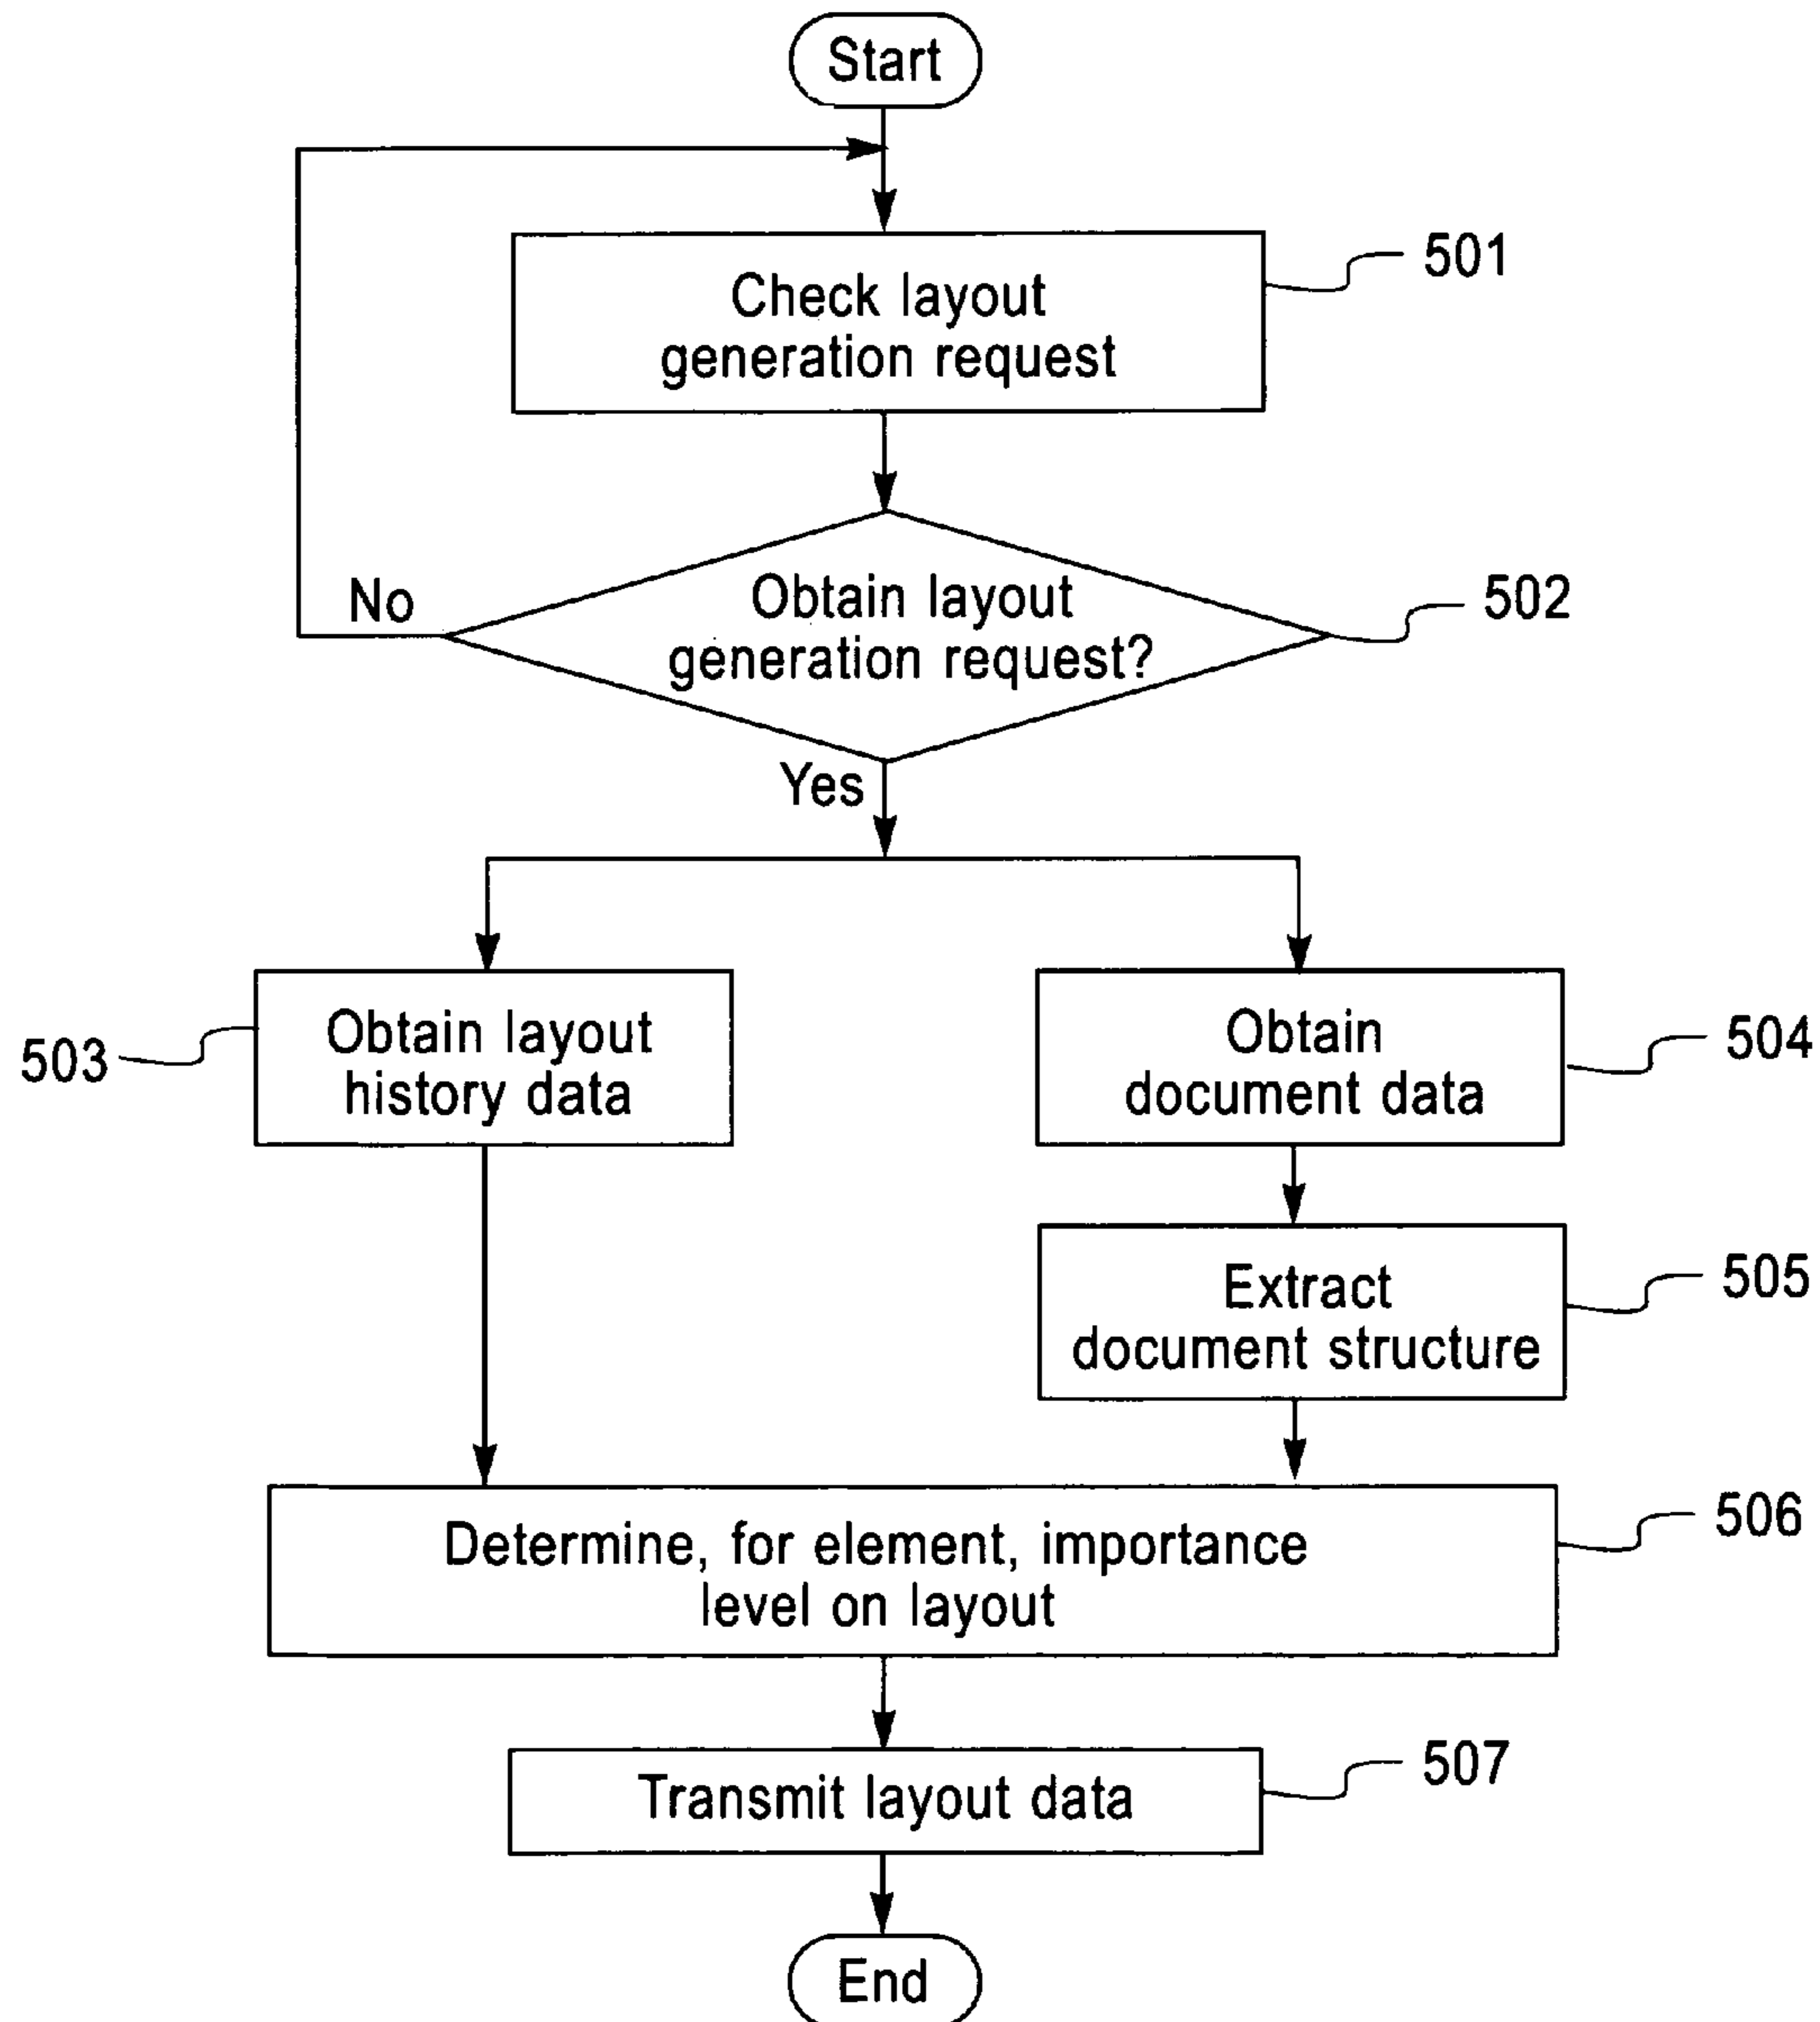 Start
Check layout
generation request
501
Obtain layout
generation request?
502
No
Yes
Obtain layout
history data
503
Obtain
document data
504
Extract
document structure
505
Determine, for element, importance
level on layout
506
Transmit layout data
507
End